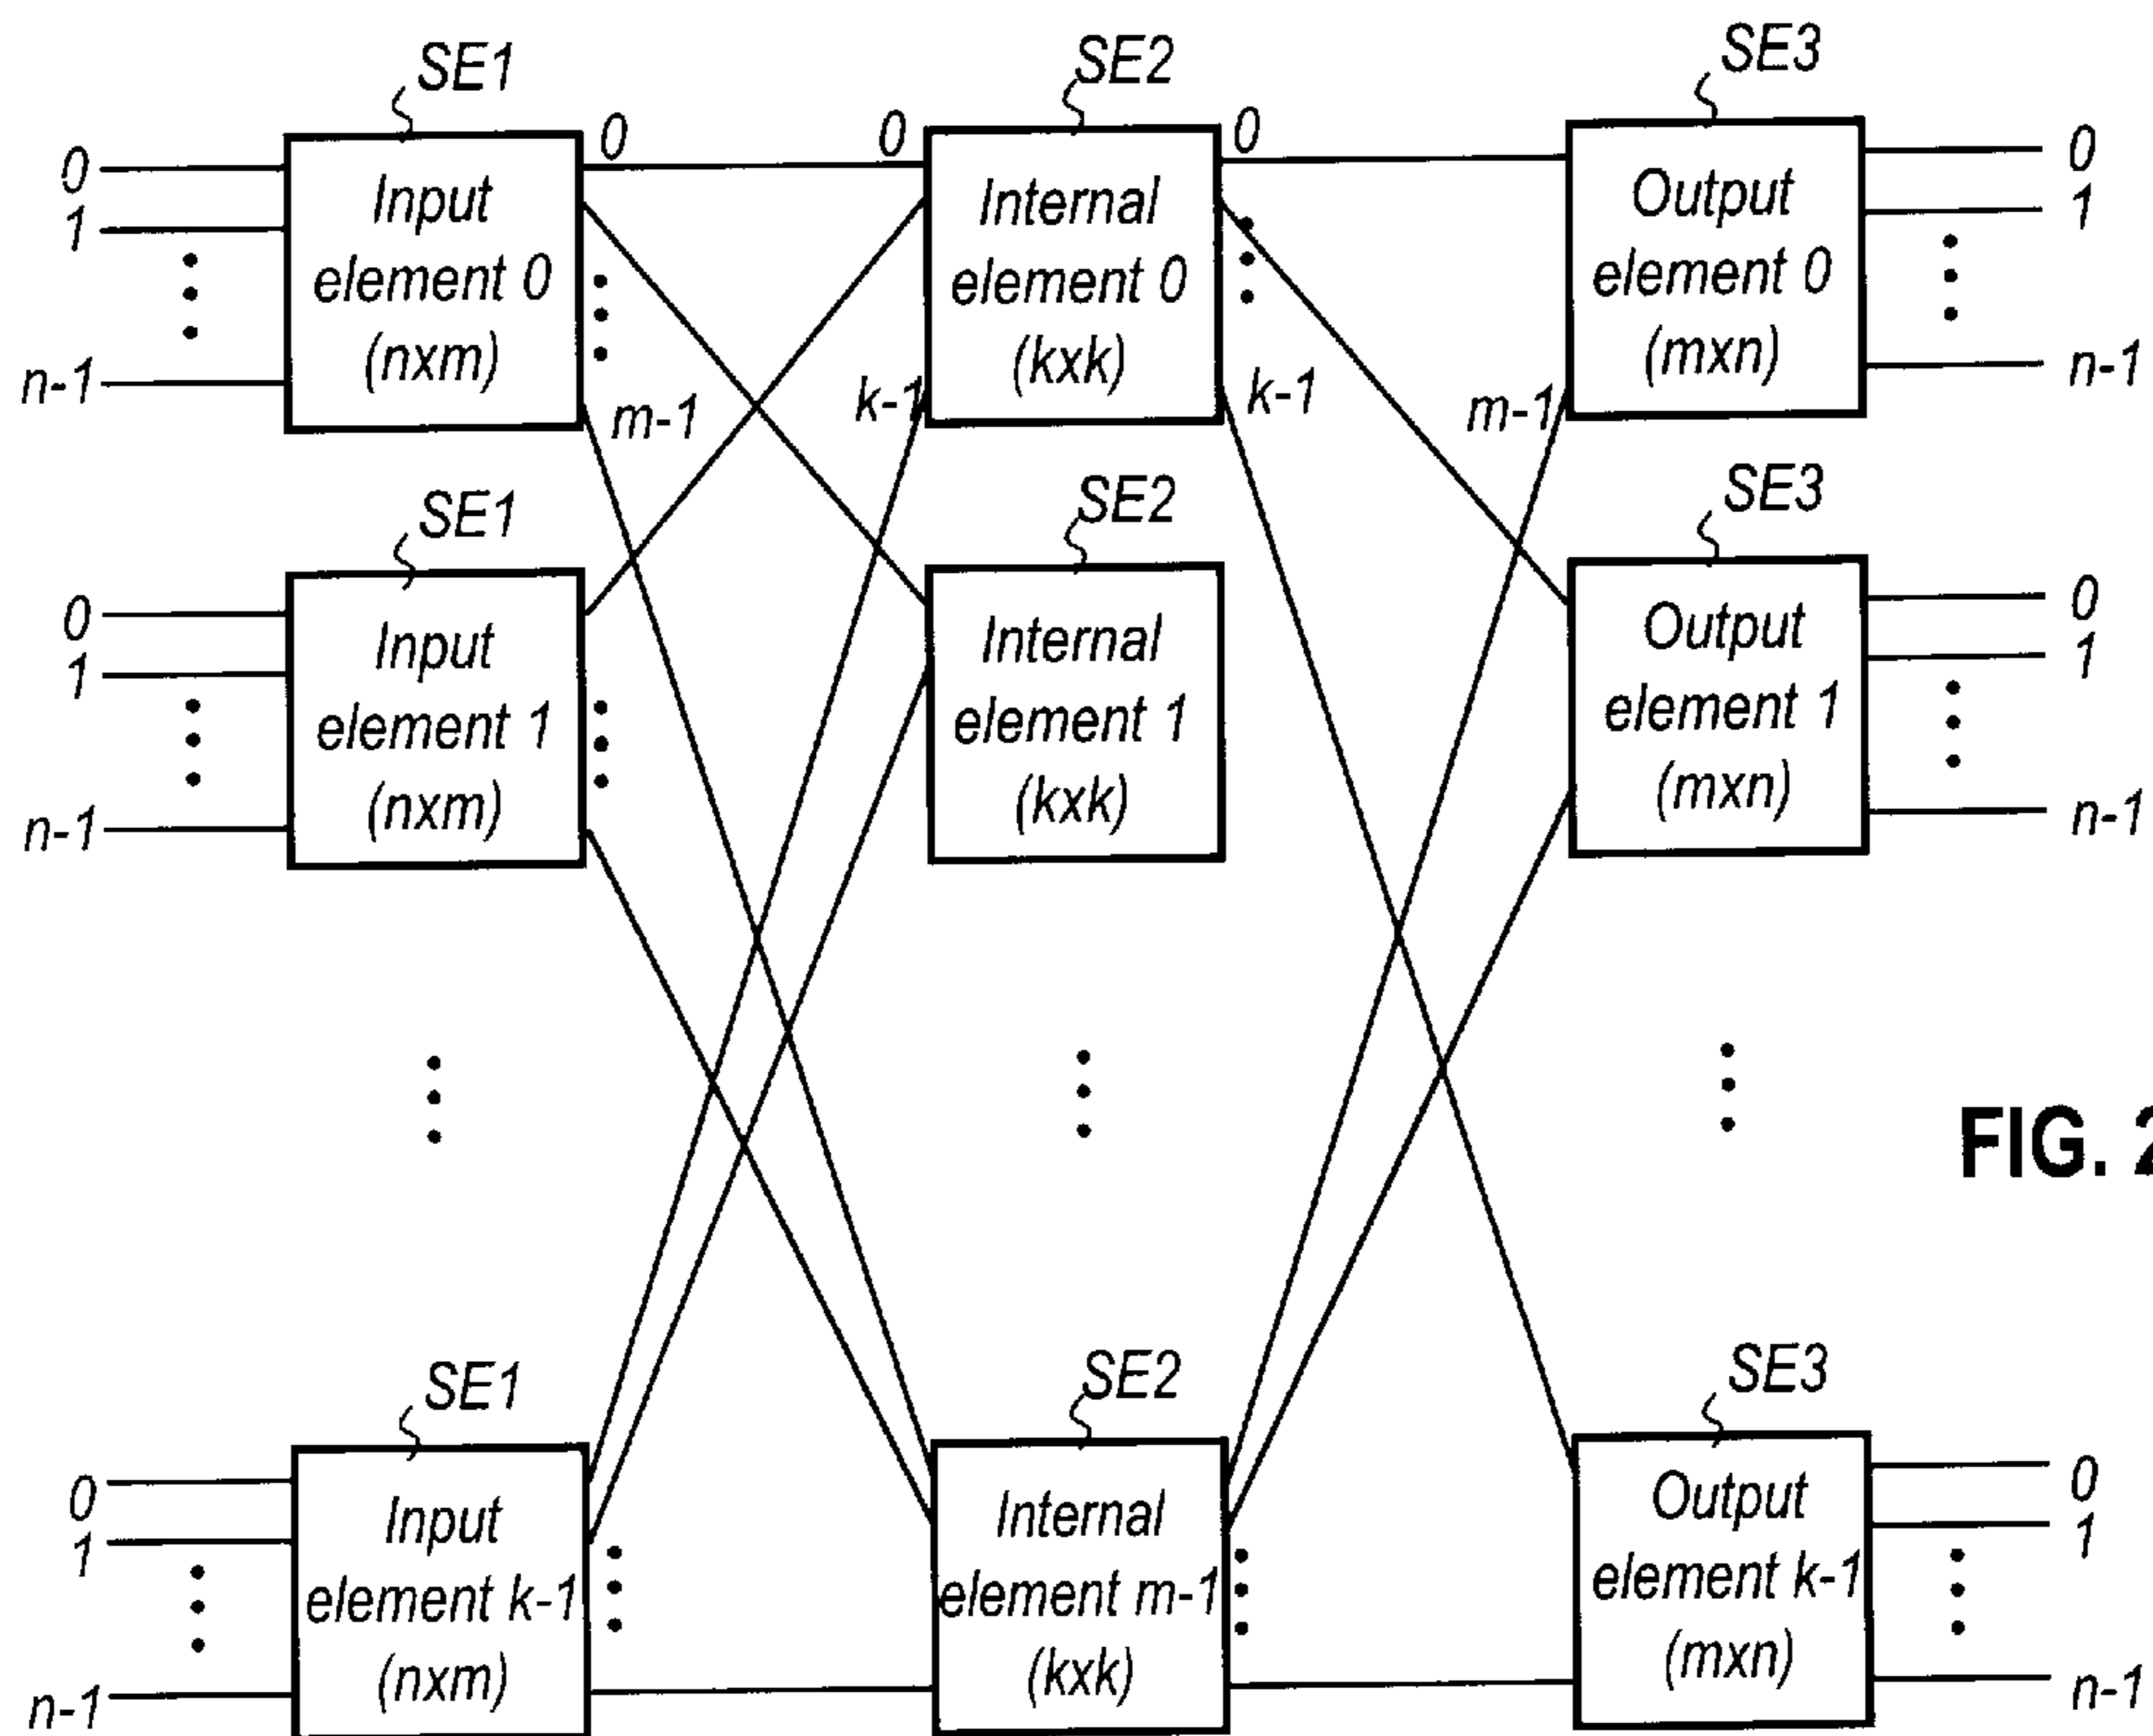 SE1
SE2
SE3
0
0
0
0
0
1
1
n-1
n-1
Input
element 0
(nxm)
m-1
k-1
Internal
element 0
(kxk)
k-1
m-1
Output
element 0
(mxn)
SE1
SE2
SE3
0
1
n-1
Input
element 1
(nxm)
Internal
element 1
(kxk)
Output
element 1
(mxn)
0
1
n-1
FIG. 2
SE1
SE2
SE3
0
1
n-1
Input
element k-1
(nxm)
Internal
element m-1
(kxk)
Output
element k-1
(mxn)
0
1
n-1